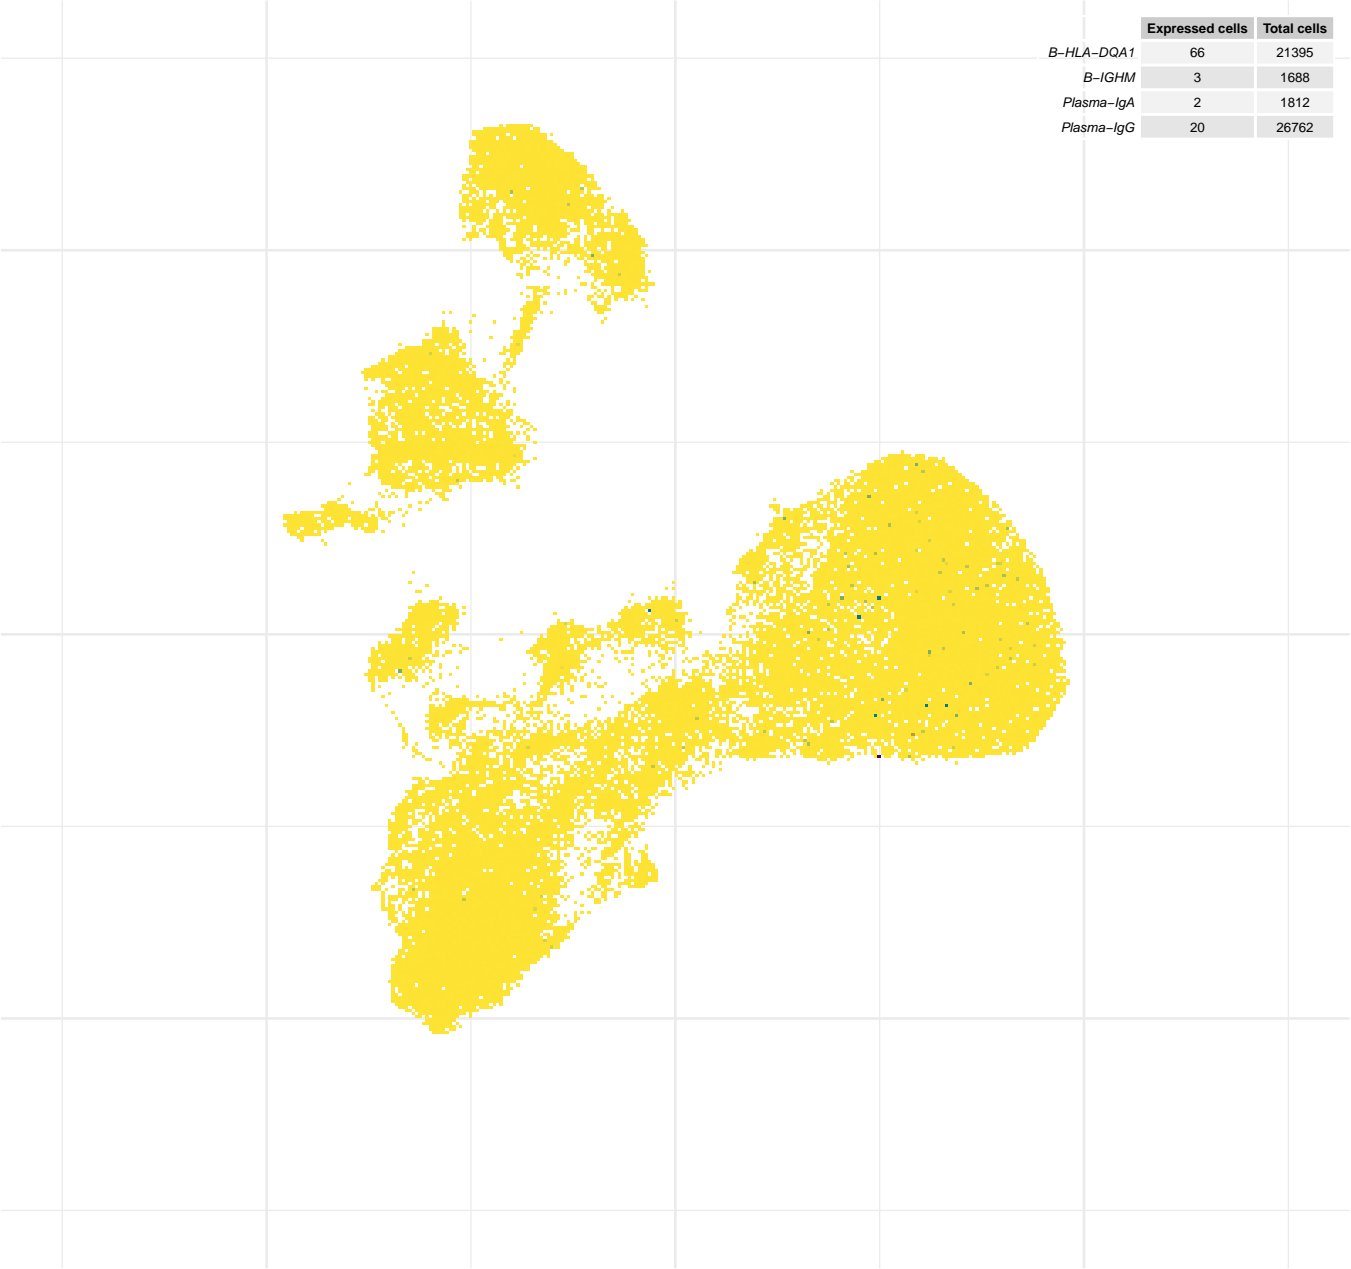 Expressed cells Total cells
B−HLA−DQA1 66 21395
B−IGHM 3 1688
Plasma−IgA 2 1812
Plasma−IgG 20 26762